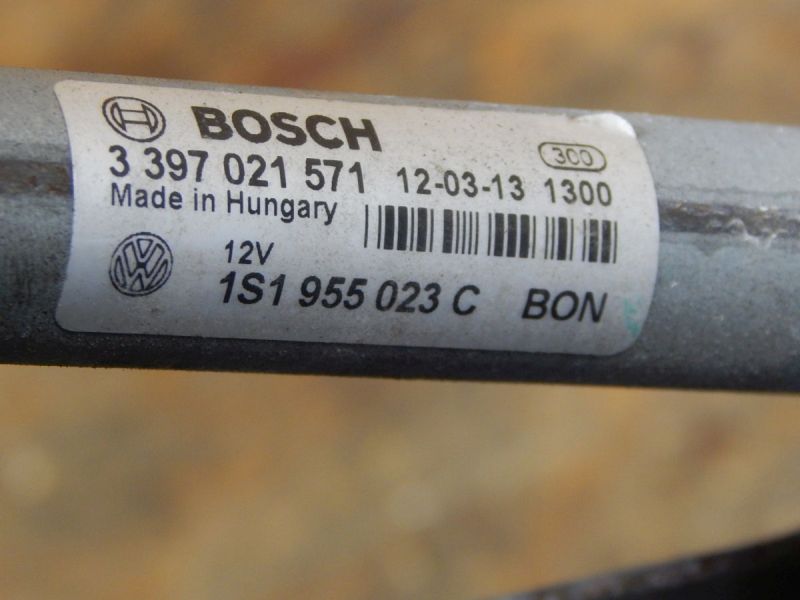 BOSCH
300
3 397 021 571 12-03-13 1300
Made in Hungary
12V
1S1 955 023 C BON